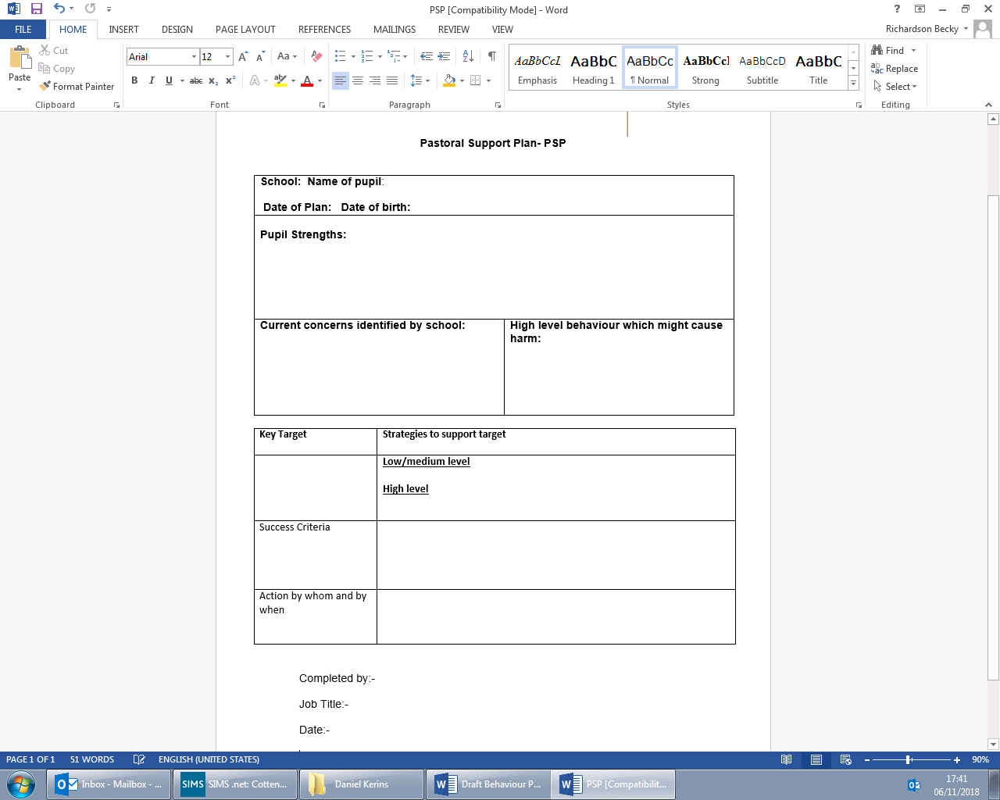 PSP [Compatibility Mode] - Word
FILE HOME INSERT DESIGN PAGE LAYOUT REFERENCES MAILINGS REVIEW VIEW Richardson Becky
Paste
Cut
Copy
Format Painter
Clipboard
Arial 12
Font
Paragraph
AaBbCcI AaBbC AaBbCc AaBbCcI AaBbCcD AaBbC
Emphasis Heading 1 ¶ Normal Strong Subtitle Title
Styles
Find
Replace
Select
Editing
Pastoral Support Plan- PSP
School: Name of pupil:
Date of Plan: Date of birth:
Pupil Strengths:
Current concerns identified by school:
High level behaviour which might cause
harm:
Key Target
Strategies to support target
Low/medium level
High level
Success Criteria
Action by whom and by
when
Completed by:-
Job Title:-
Date:-
PAGE 1 OF 1 51 WORDS ENGLISH (UNITED STATES) 90%
Inbox - Mailbox - ... SIMS SIMS .net: Cotten... Daniel Kerins Draft Behaviour P... PSP [Compatibilit...
17:41
06/11/2018